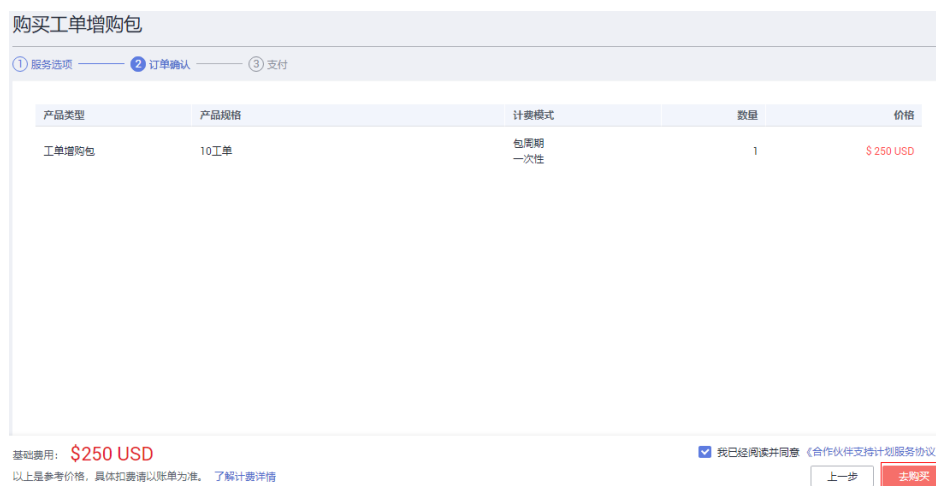 购买工单增购包
1 服务选项 2 订单确认 3 支付
产品类型 产品规格 计费模式 数量 价格
工单增购包 10工单 包周期 1 $ 250 USD
一次性
基础费用： $250 USD
我已经阅读并同意 《合作伙伴支持计划服务协议
以上是参考价格，具体扣费请以账单为准。 了解计费详情
上一步 去购买